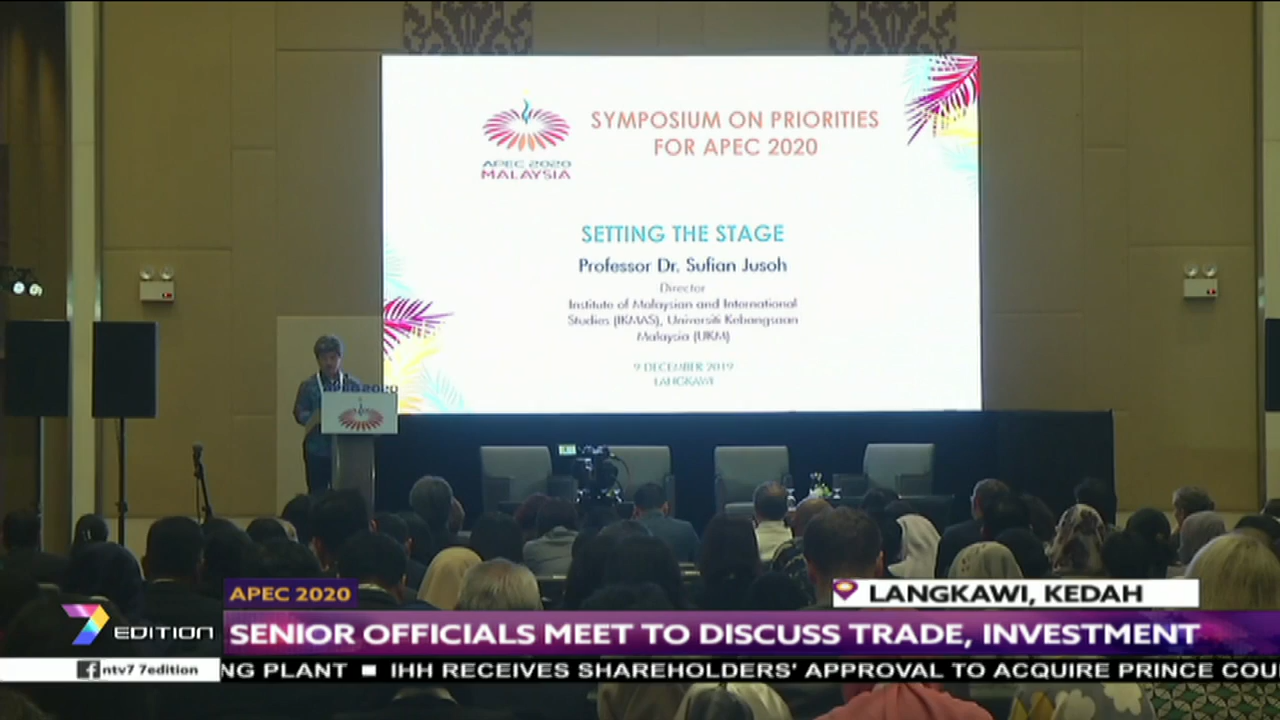 SYMPOSIUM ON PRIORITIES
FOR APEC 2020
APEC 2020
MALAYSIA
SETTING THE STAGE
Professor Dr. Sufian Jusoh
Director
Institute of Malaysian and International
Studies (IKMAS), Universiti Kebangsaan
Malaysia (UKM)
9 DECEMBER 2019
LANGKAWI
APEC 2020
APEC 2020
LANGKAWI, KEDAH
7 EDITION
SENIOR OFFICIALS MEET TO DISCUSS TRADE, INVESTMENT
ntv7 7edition
NG PLANT ■ IHH RECEIVES SHAREHOLDERS' APPROVAL TO ACQUIRE PRINCE COU